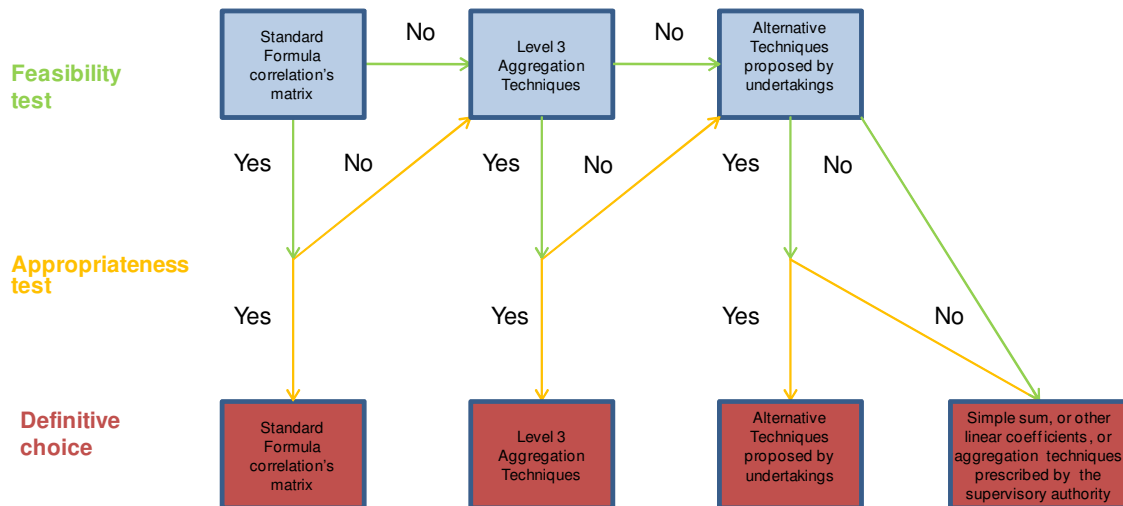 Standard
Formula
correlation's
matrix
No
Level 3
Aggregation
Techniques
No
Alternative
Techniques
proposed by
undertakings
Feasibility
test
Yes
No
Yes
No
Yes
No
Appropriateness
test
Yes
Yes
Yes
No
Definitive
choice
Standard
Formula
correlation's
matrix
Level 3
Aggregation
Techniques
Alternative
Techniques
proposed by
undertakings
Simple sum, or other
linear coefficients, or
aggregation techniques
prescribed by the
supervisory authority